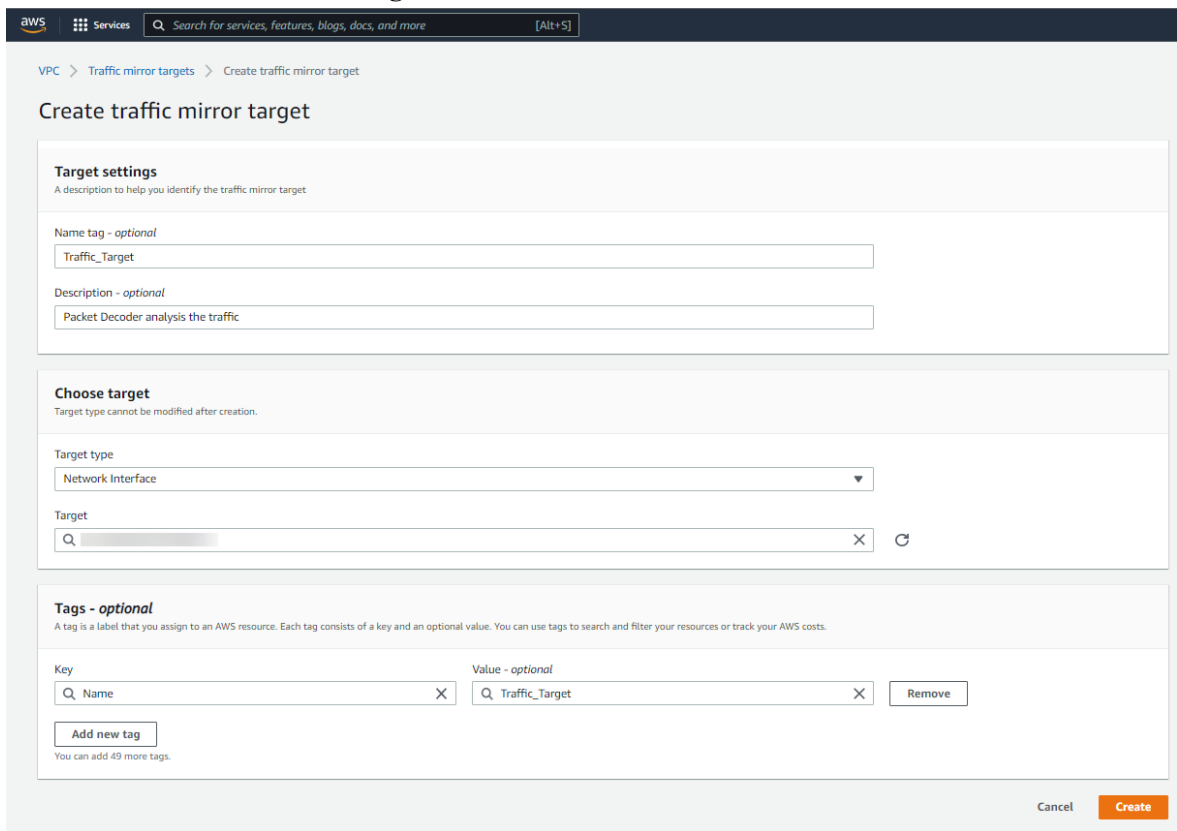 aws
Services
Search for services, features, blogs, docs, and more [Alt+S]
VPC > Traffic mirror targets > Create traffic mirror target
Create traffic mirror target
Target settings
A description to help you identify the traffic mirror target
Name tag - optional
Traffic_Target
Description - optional
Packet Decoder analysis the traffic
Choose target
Target type cannot be modified after creation.
Target type
Network Interface
Target
Tags - optional
A tag is a label that you assign to an AWS resource. Each tag consists of a key and an optional value. You can use tags to search and filter your resources or track your AWS costs.
Key Value - optional
Name Traffic_Target Remove
Add new tag
You can add 49 more tags.
Cancel Create